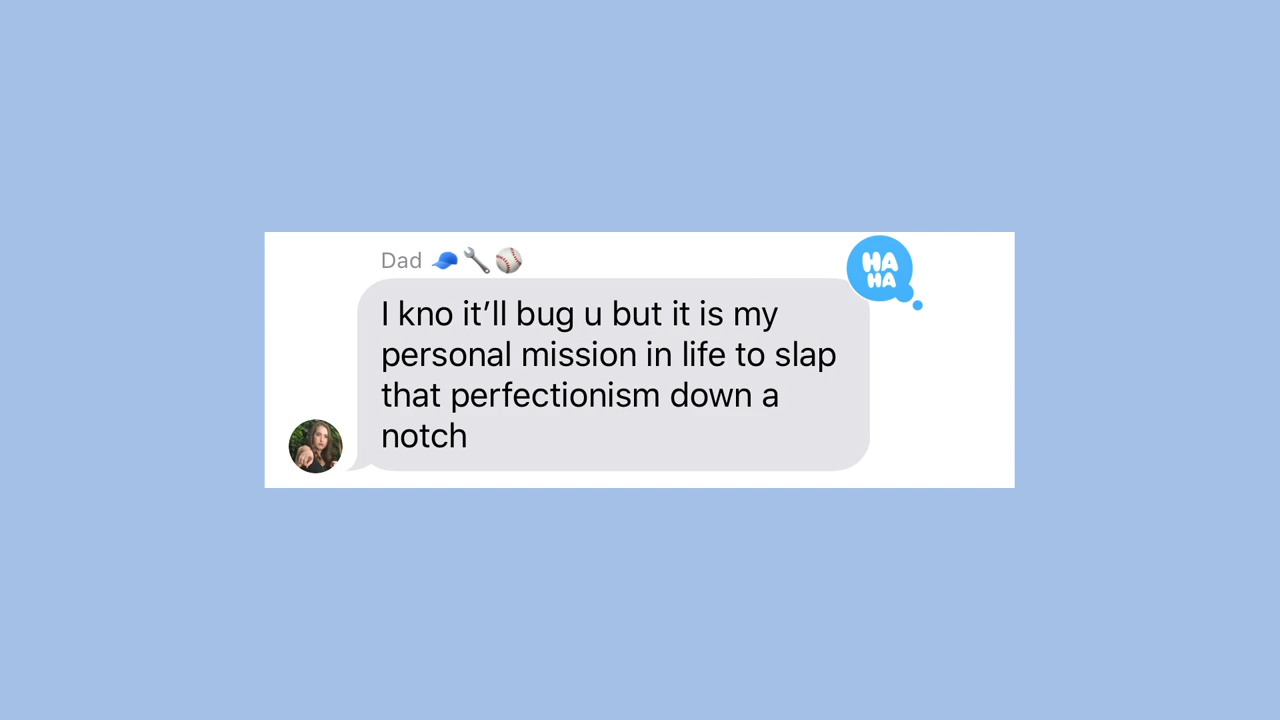 Dad 🧢🔧⚾
HA
HA
I kno it’ll bug u but it is my
personal mission in life to slap
that perfectionism down a
notch